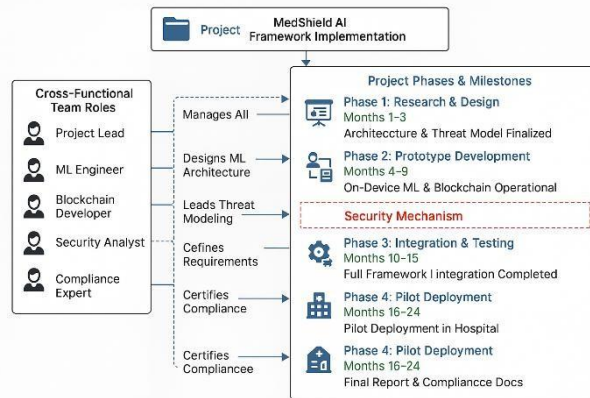 Project
MedShield AI
Framework Implementation
Cross-Functional
Team Roles
Project Lead
ML Engineer
Blockchain
Developer
Security Analyst
Compliance
Expert
Manages All
Designs ML
Architecture
Leads Threat
Modeling
Cefines
Requirements
Certifies
Compliance
Certifies
Compliancee
Project Phases & Milestones
Phase 1: Research & Design
Months 1–3
Architeccture & Threat Model Finalized
Phase 2: Prototype Development
Months 4–9
On-Device ML & Blockchain Operational
Security Mechanism
Phase 3: Integration & Testing
Months 10–15
Full Framework I integration Completed
Phase 4: Pilot Deployment
Months 16–24
Pilot Deployment in Hospital
Phase 4: Pilot Deployment
Months 16–24
Final Report & Compliancce Docs